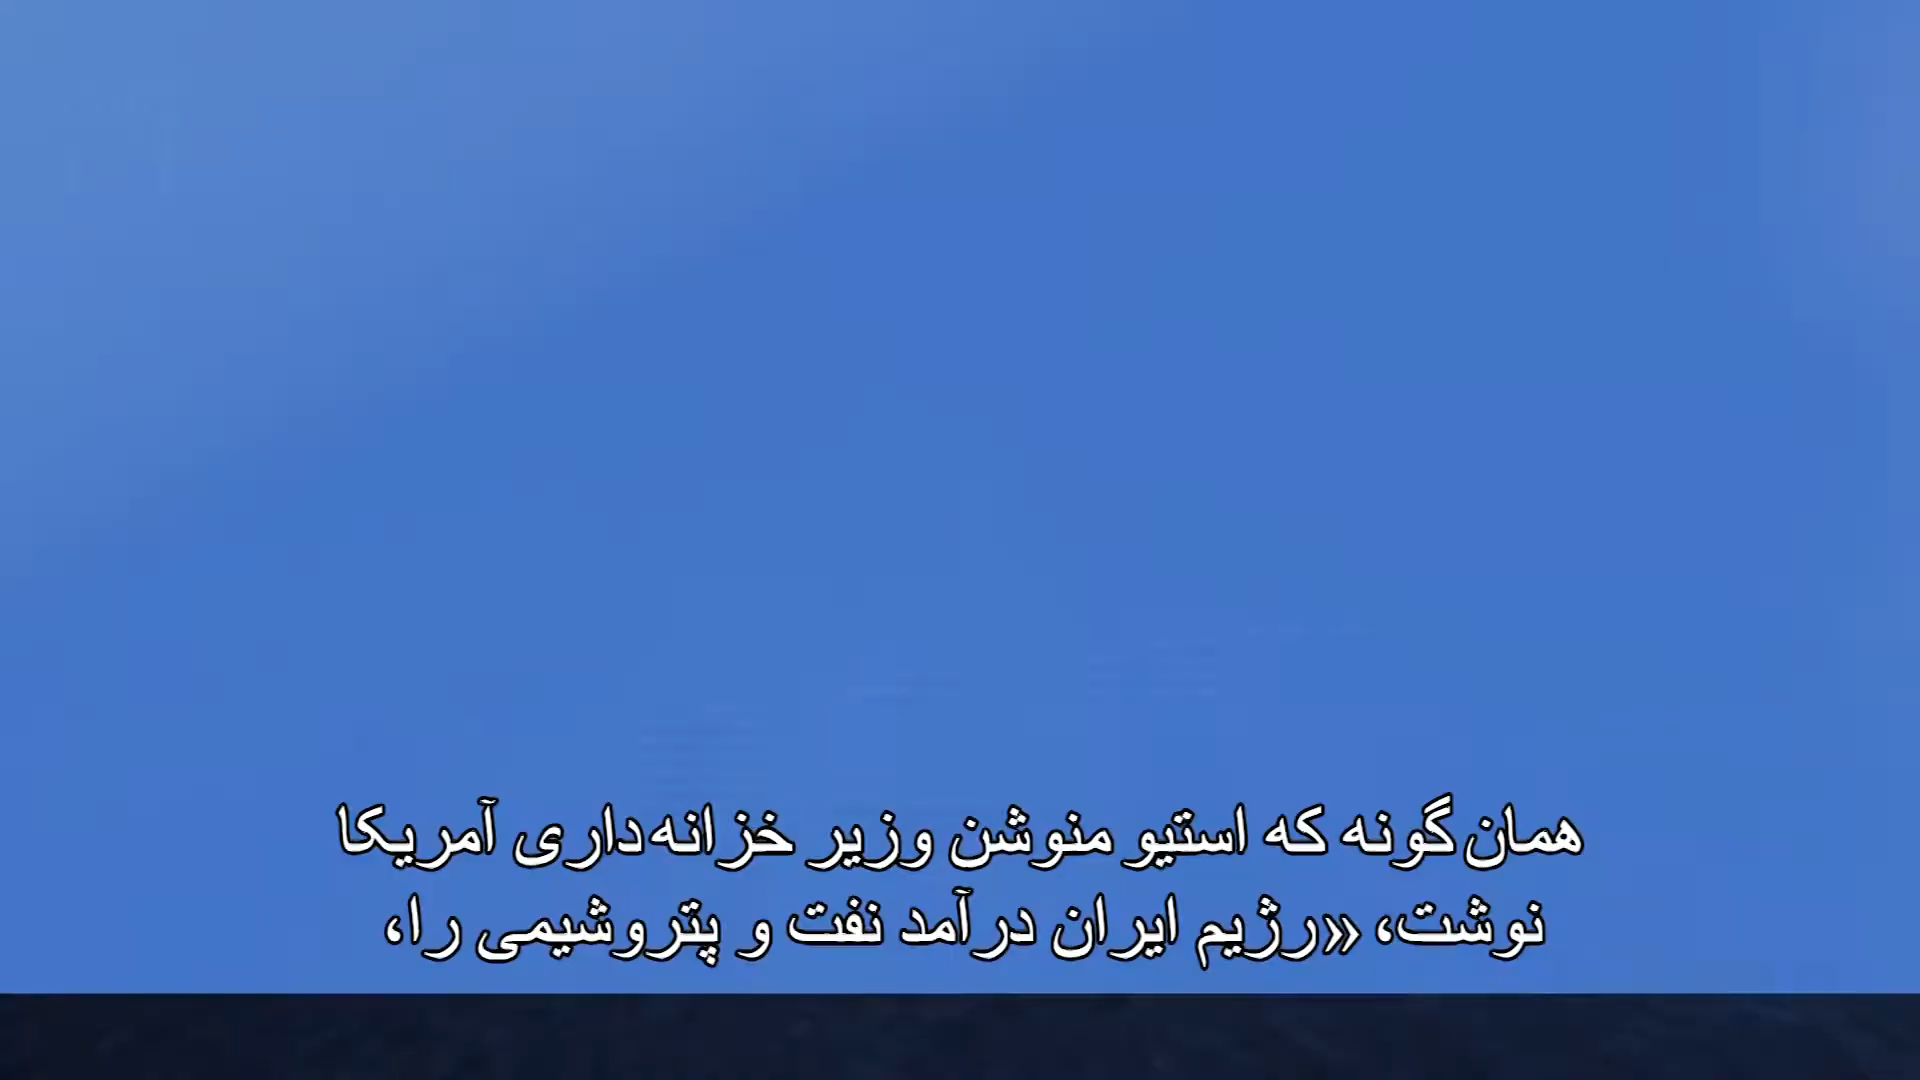 همان‌گونه که استیو منوشن وزیر خزانه‌داری آمریکا
نوشت، «رژیم ایران درآمد نفت و پتروشیمی را،